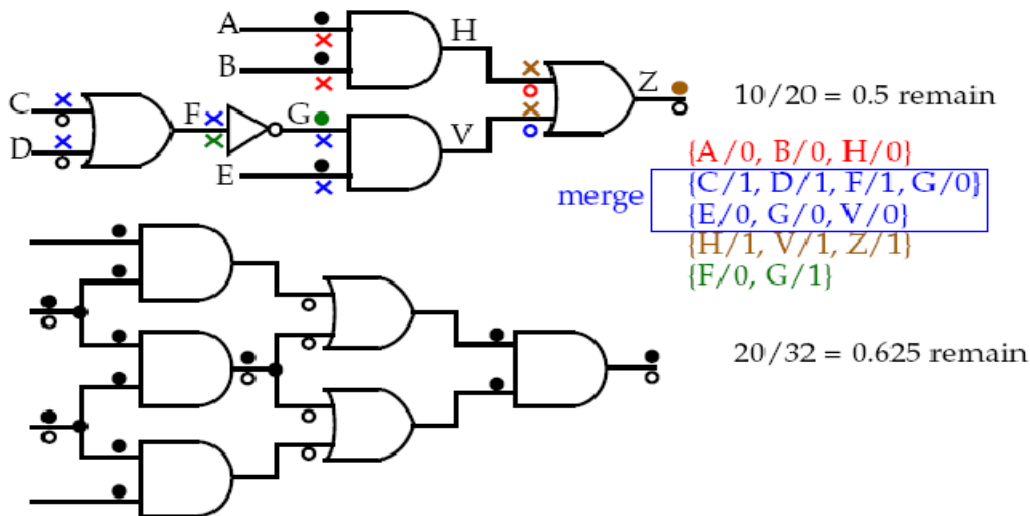 A
H
B
Z
10/20 = 0.5 remain
C
F
G
V
D
E
{A/0, B/0, H/0}
{C/1, D/1, F/1, G/0}
merge
{E/0, G/0, V/0}
{H/1, V/1, Z/1}
{F/0, G/1}
20/32 = 0.625 remain